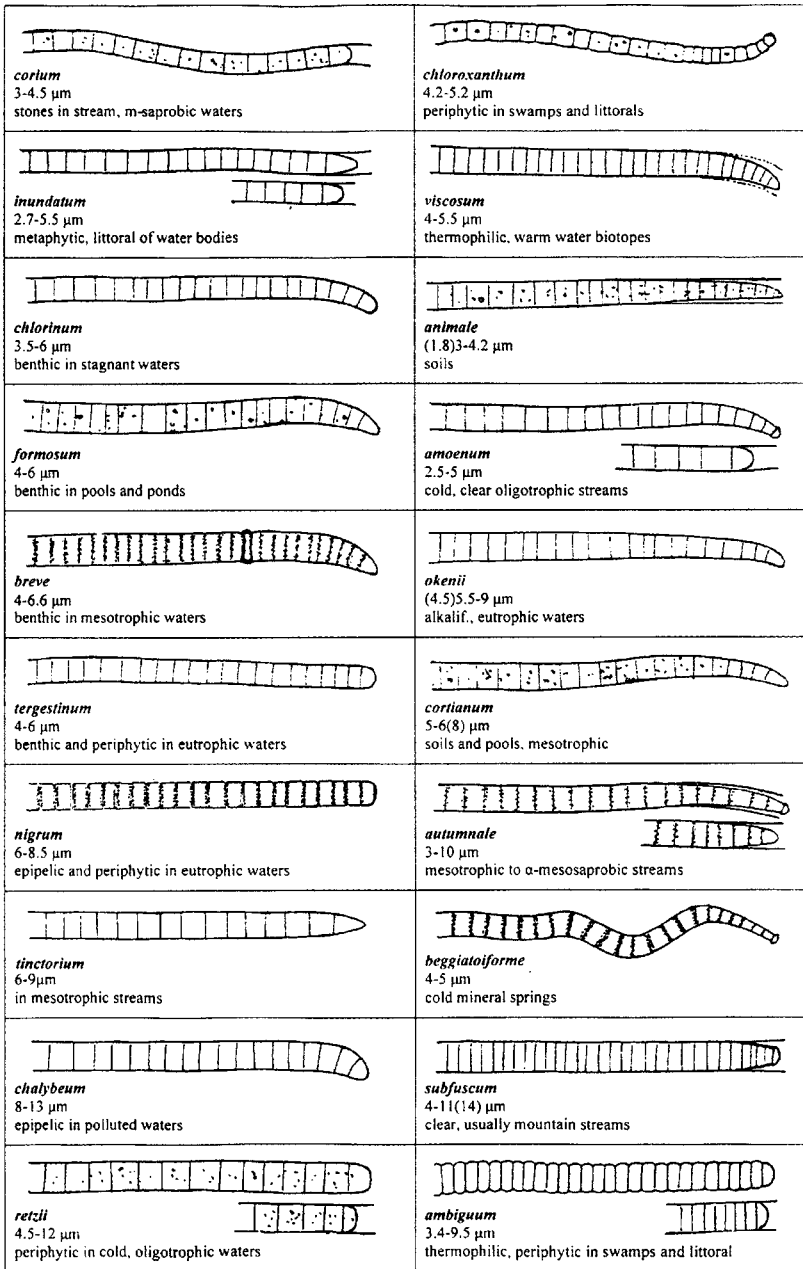 corium
3-4.5 µm
stones in stream, m-saprobic waters
chloroxanthum
4.2-5.2 µm
periphytic in swamps and littorals
inundatum
2.7-5.5 µm
metaphytic, littoral of water bodies
viscosum
4-5.5 µm
thermophilic, warm water biotopes
chlorinum
3.5-6 µm
benthic in stagnant waters
animale
(1.8)3-4.2 µm
soils
formosum
4-6 µm
benthic in pools and ponds
amoenum
2.5-5 µm
cold, clear oligotrophic streams
breve
4-6.6 µm
benthic in mesotrophic waters
okenii
(4.5)5.5-9 µm
alkalif., eutrophic waters
tergestinum
4-6 µm
benthic and periphytic in eutrophic waters
cortianum
5-6(8) µm
soils and pools, mesotrophic
nigrum
6-8.5 µm
epipelic and periphytic in eutrophic waters
autumnale
3-10 µm
mesotrophic to α-mesosaprobic streams
tinctorium
6-9µm
in mesotrophic streams
beggiatoiforme
4-5 µm
cold mineral springs
chalybeum
8-13 µm
epipelic in polluted waters
subfuscum
4-11(14) µm
clear, usually mountain streams
retzii
4.5-12 µm
periphytic in cold, oligotrophic waters
ambiguum
3.4-9.5 µm
thermophilic, periphytic in swamps and littoral